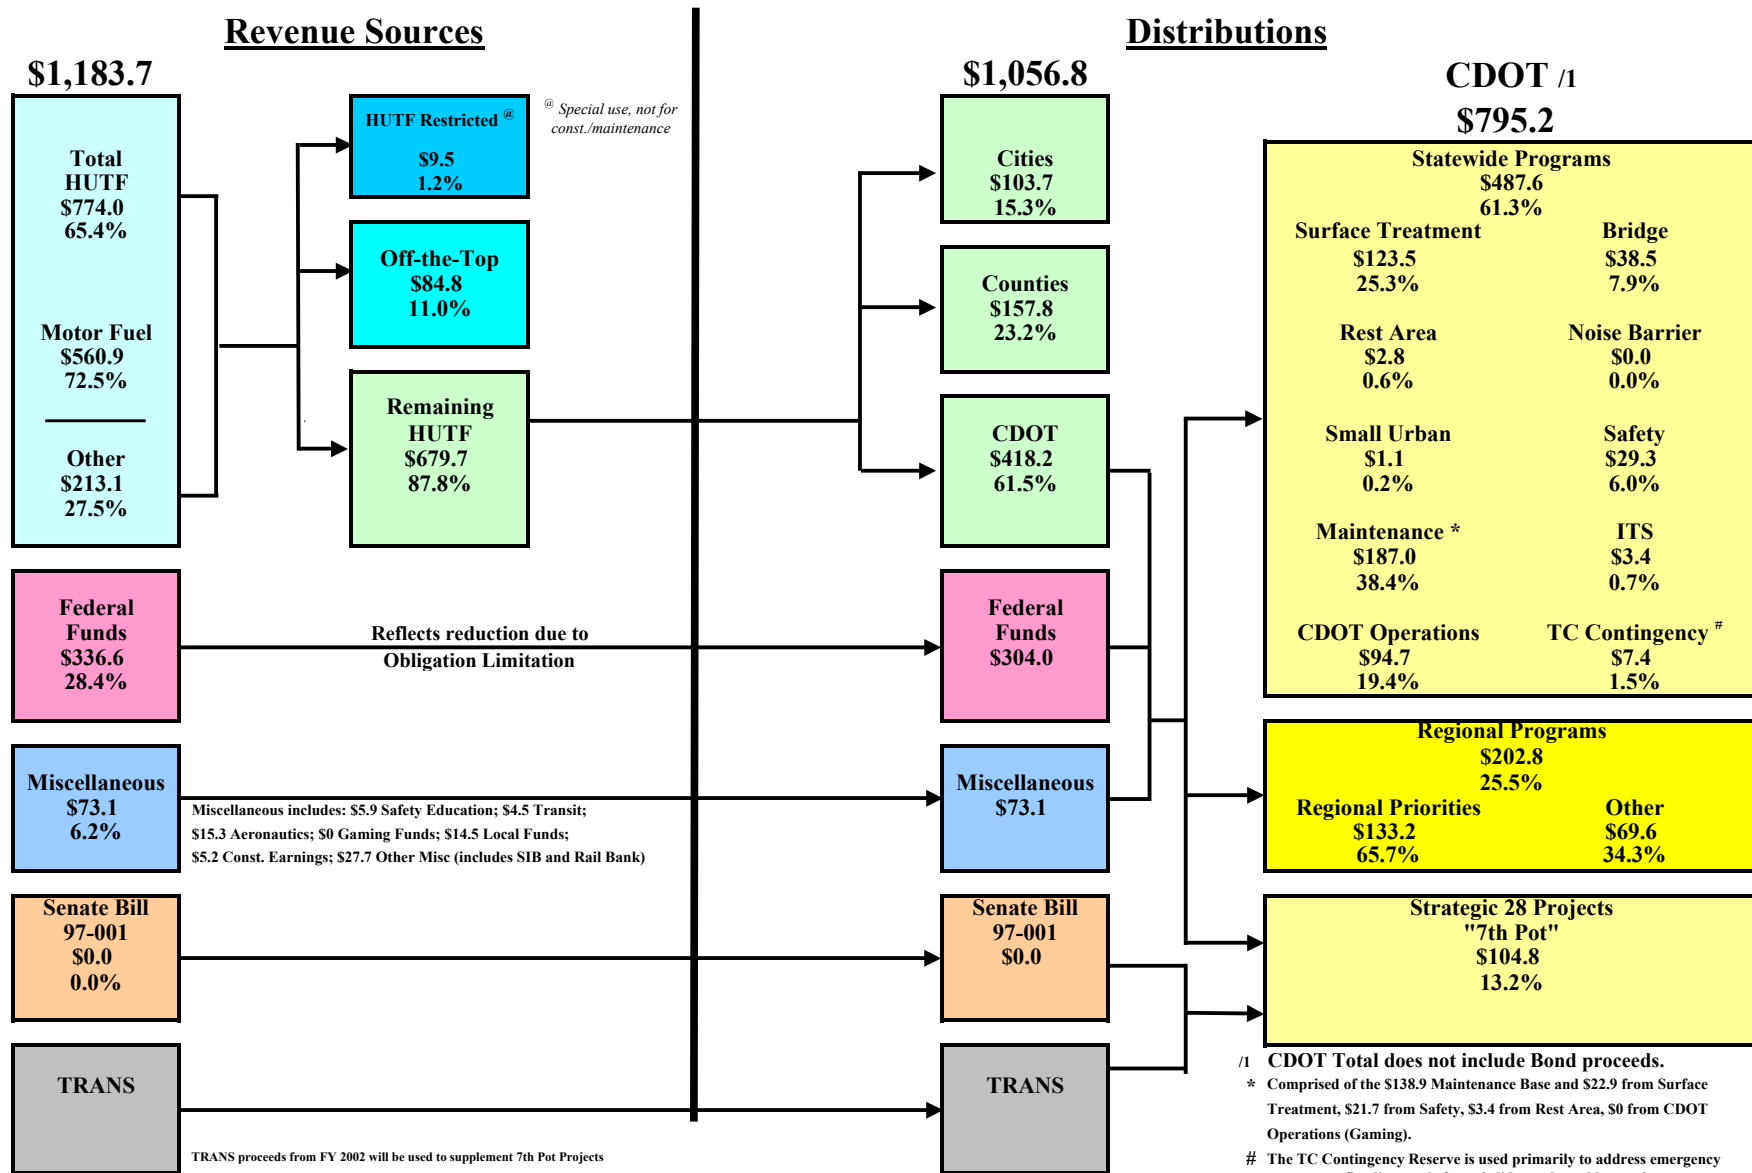 Revenue Sources
$1,183.7
Total
HUTF
$774.0
65.4%
Motor Fuel
$560.9
72.5%
Other
$213.1
27.5%
HUTF Restricted @
$9.5
1.2%
@ Special use, not for
const./maintenance
Off-the-Top
$84.8
11.0%
Remaining
HUTF
$679.7
87.8%
Federal
Funds
$336.6
28.4%
Reflects reduction due to
Obligation Limitation
Miscellaneous
$73.1
6.2%
Miscellaneous includes: $5.9 Safety Education; $4.5 Transit;
$15.3 Aeronautics; $0 Gaming Funds; $14.5 Local Funds;
$5.2 Const. Earnings; $27.7 Other Misc (includes SIB and Rail Bank)
Senate Bill
97-001
$0.0
0.0%
TRANS
TRANS proceeds from FY 2002 will be used to supplement 7th Pot Projects
Distributions
$1,056.8
Cities
$103.7
15.3%
Counties
$157.8
23.2%
CDOT
$418.2
61.5%
Federal
Funds
$304.0
Miscellaneous
$73.1
Senate Bill
97-001
$0.0
TRANS
CDOT /1
$795.2
Statewide Programs
$487.6
61.3%
Surface Treatment
$123.5
25.3%
Bridge
$38.5
7.9%
Rest Area
$2.8
0.6%
Noise Barrier
$0.0
0.0%
Small Urban
$1.1
0.2%
Safety
$29.3
6.0%
Maintenance *
$187.0
38.4%
ITS
$3.4
0.7%
CDOT Operations
$94.7
19.4%
TC Contingency #
$7.4
1.5%
Regional Programs
$202.8
25.5%
Regional Priorities
$133.2
65.7%
Other
$69.6
34.3%
Strategic 28 Projects
"7th Pot"
$104.8
13.2%
/1 CDOT Total does not include Bond proceeds.
* Comprised of the $138.9 Maintenance Base and $22.9 from Surface
Treatment, $21.7 from Safety, $3.4 from Rest Area, $0 from CDOT
Operations (Gaming).
# The TC Contingency Reserve is used primarily to address emergency